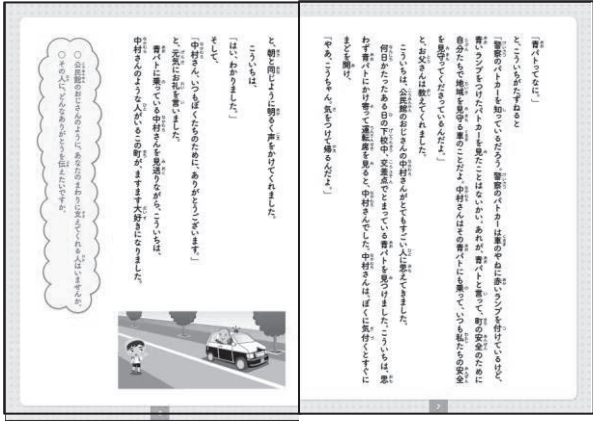 「青パトってなに。」
と、こういちがたずねると
「警察のパトカーを知っているだろう。警察のパトカーは車のやねに赤いランプを付けているけど、
青いランプをつけたパトカーを見たことはないかい。あれが、青パトと言って、町の安全のために
自分たちで地域を見守る車のことだよ。中村さんはその青パトにも乗って、いつも私たちの安全
を見守ってくださっているんだよ。」
と、お父さんは教えてくれました。
こういちは、公民館のおじさんの中村さんがとてもすごい人に思えてきました。
何日かたったある日の下校中、交差点でとまっている青パトを見つけました。こういちは、思
わず青パトにかけ寄って運転席を見ると、中村さんでした。中村さんは、ぼくに気付くとすぐに
まどを開け、
「やあ、こうちゃん。気をつけて帰るんだよ。」
と、朝と同じように明るく声をかけてくれました。
こういちは、
「はい、わかりました。」
そして、
「中村さん、いつもぼくたちのために、ありがとうございます。」
と、元気にお礼を言いました。
青パトに乗っている中村さんを見送りながら、こういちは、
中村さんのような人がいるこの町が、ますます大好きになりました。
○公民館のおじさんのように、あなたのまわりに支えてくれる人はいませんか。
○その人に、どんなありがとうを伝えたいですか。